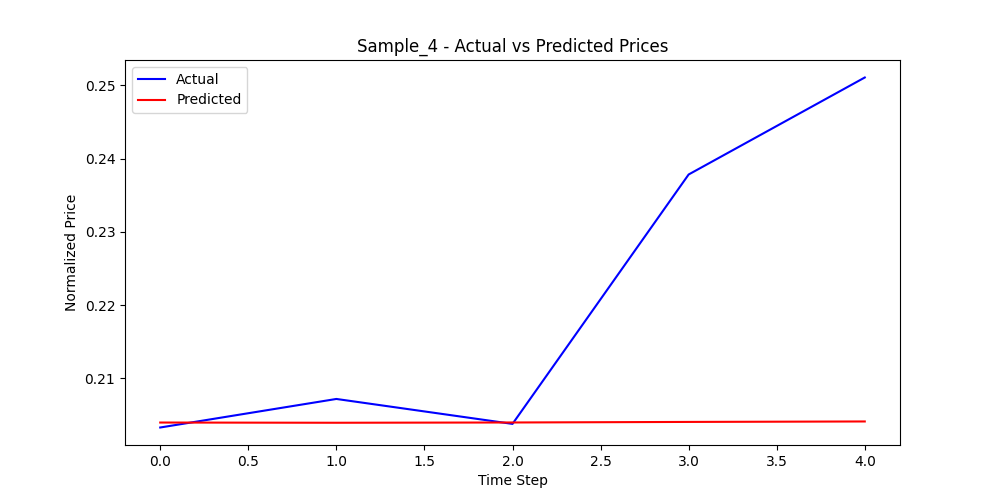 Sample_4 - Actual vs Predicted Prices
Actual
Predicted
0.25
0.24
0.23
0.22
0.21
Normalized Price
0.0 0.5 1.0 1.5 2.0 2.5 3.0 3.5 4.0
Time Step